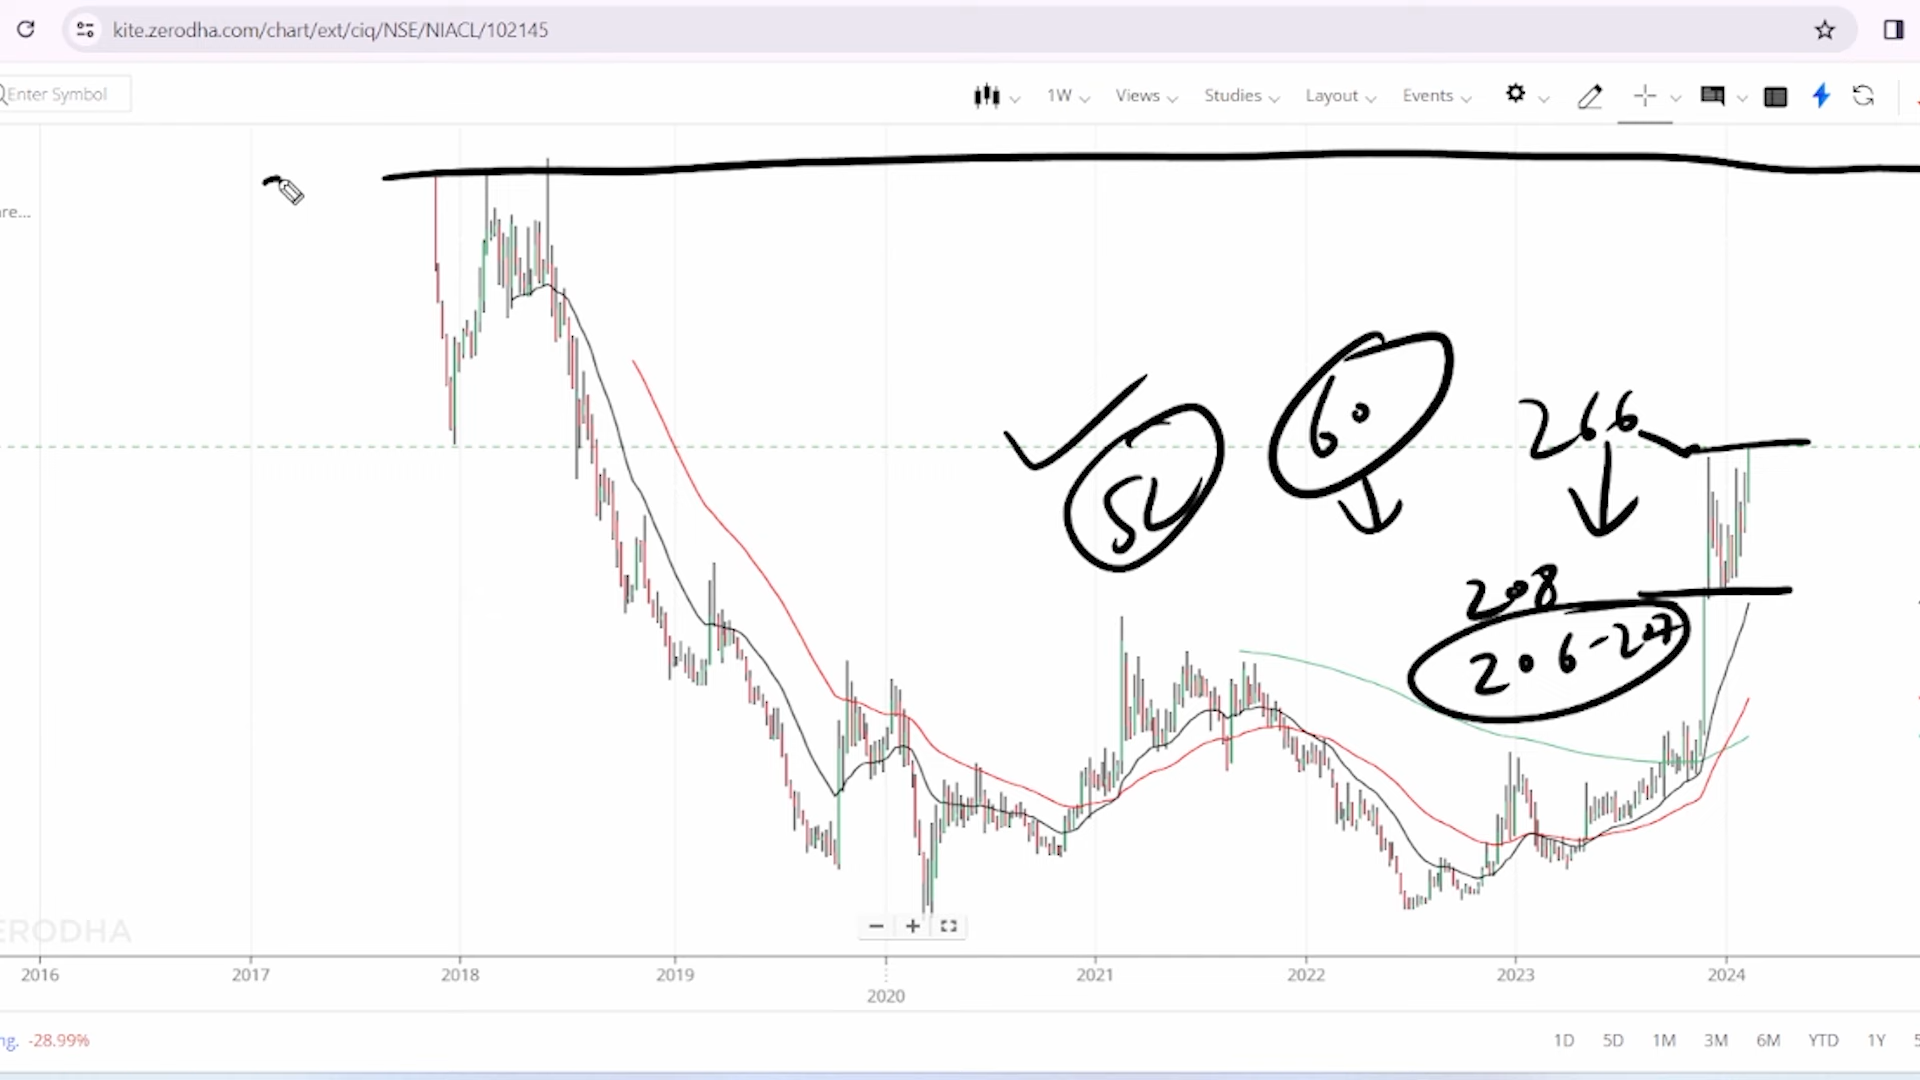 kite.zerodha.com/chart/ext/ciq/NSE/NIACL/102145
Enter Symbol
1W Views Studies Layout Events
re...
60
266
SL
208
206-207
ERODHA
2016 2017 2018 2019 2020 2021 2022 2023 2024
ng. -28.99%
1D 5D 1M 3M 6M YTD 1Y 5